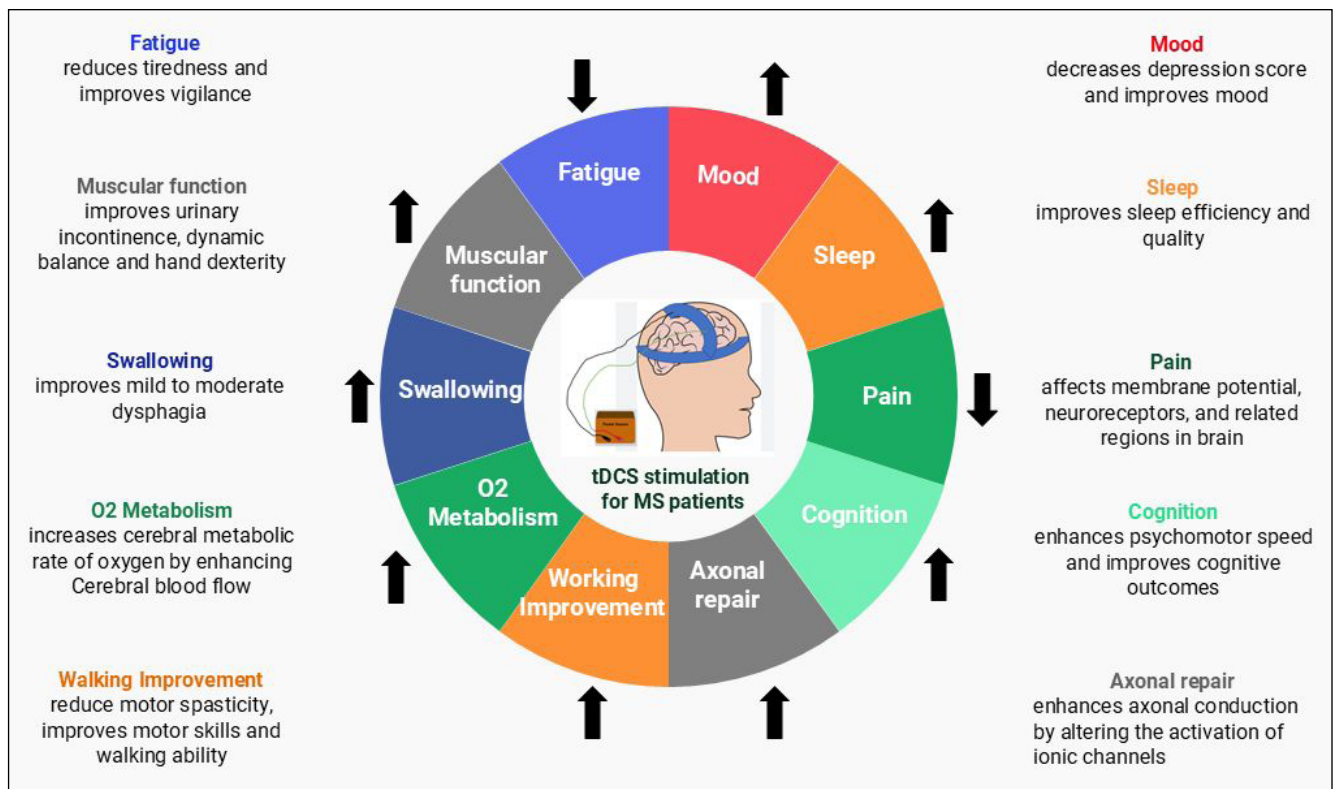 Fatigue
reduces tiredness and
improves vigilance
Muscular function
improves urinary
incontinence, dynamic
balance and hand dexterity
Swallowing
improves mild to moderate
dysphagia
O2 Metabolism
increases cerebral metabolic
rate of oxygen by enhancing
Cerebral blood flow
Walking Improvement
reduce motor spasticity,
improves motor skills and
walking ability
Fatigue
Mood
Muscular
function
Sleep
Swallowing
Pain
O2
Metabolism
Cognition
Working
Improvement
Axonal
repair
tDCS stimulation
for MS patients
Mood
decreases depression score
and improves mood
Sleep
improves sleep efficiency and
quality
Pain
affects membrane potential,
neuroreceptors, and related
regions in brain
Cognition
enhances psychomotor speed
and improves cognitive
outcomes
Axonal repair
enhances axonal conduction
by altering the activation of
ionic channels